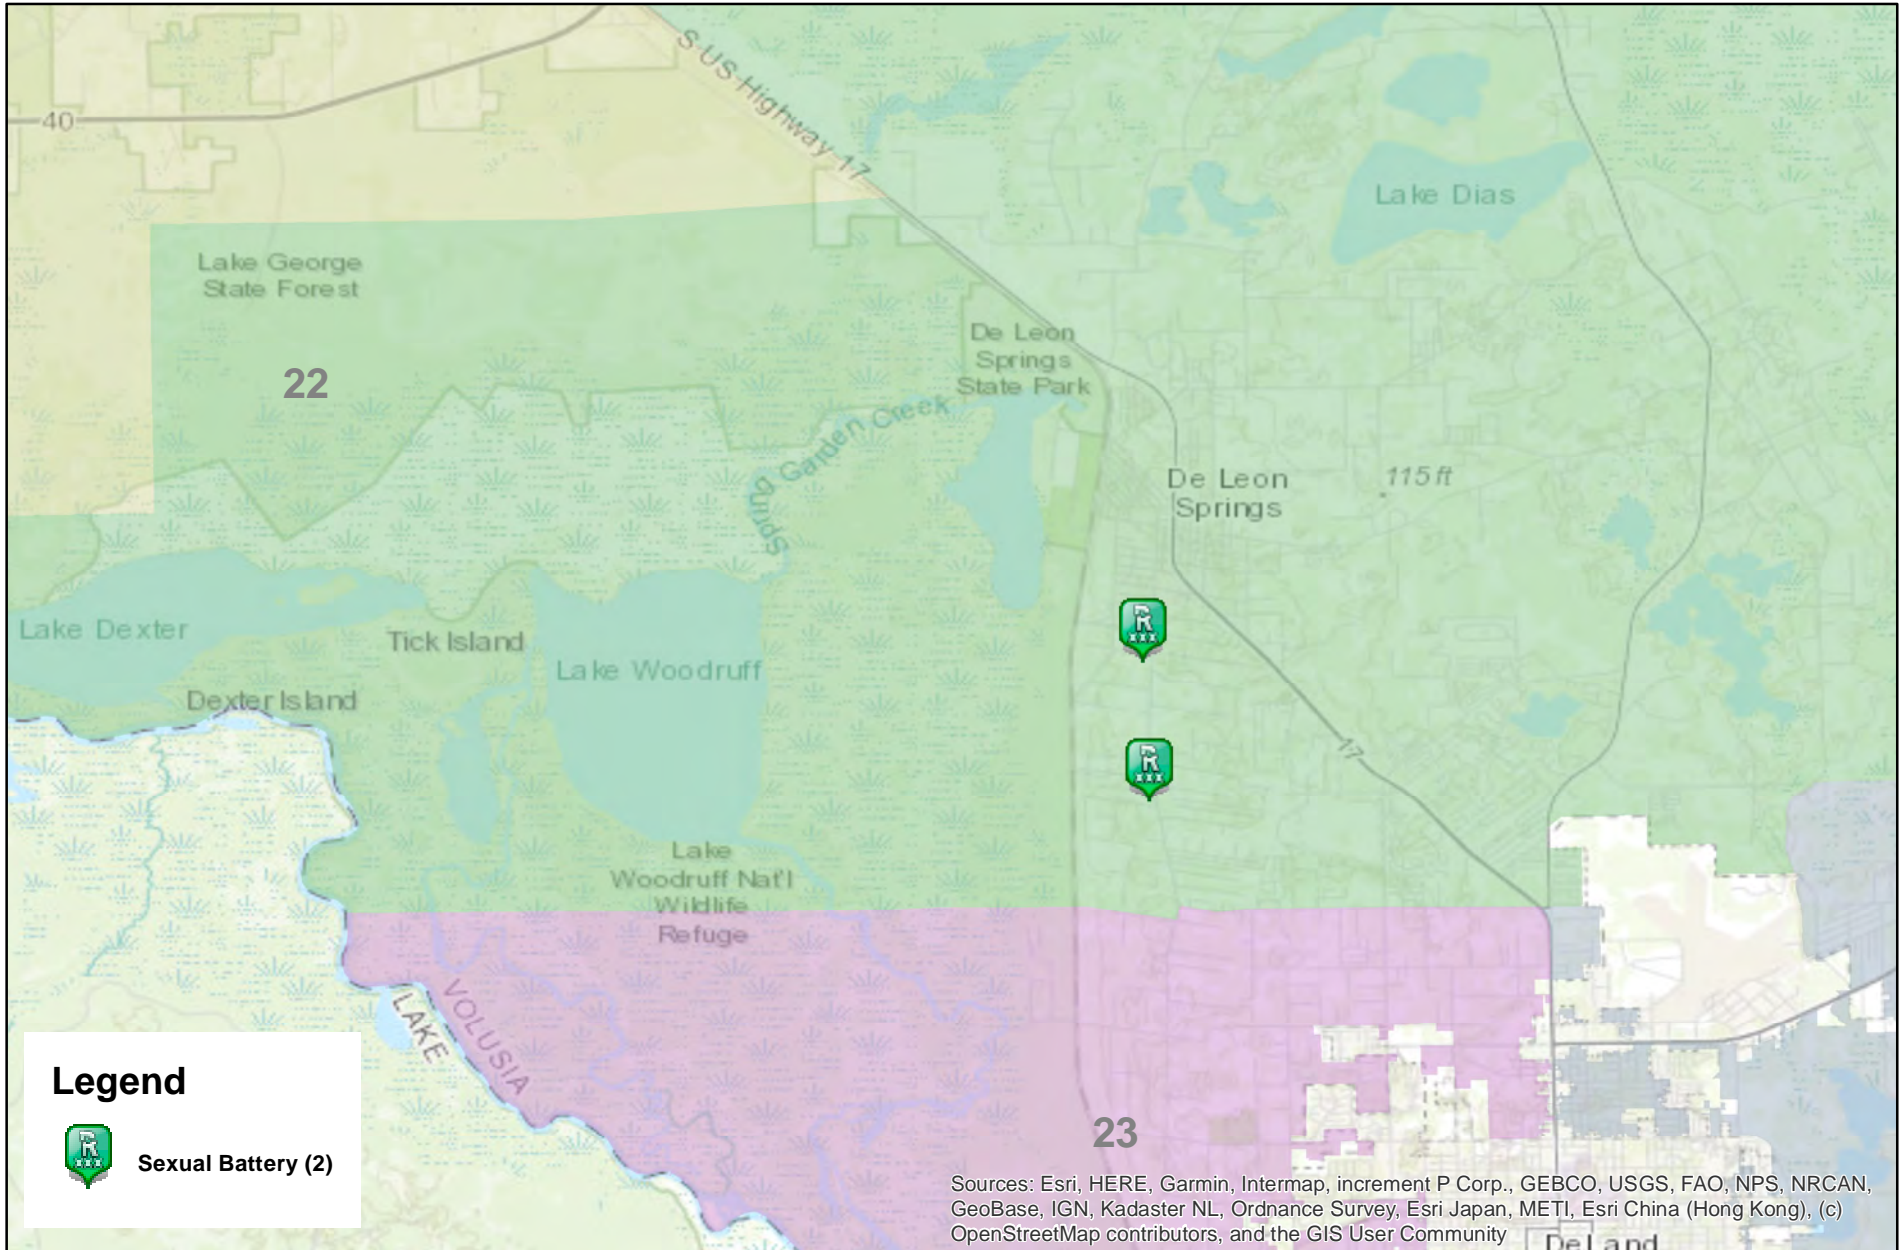 S US Highway 17
40
Lake Dias
Lake George
State Forest
De Leon
Springs
State Park
22
Spring Garden Creek
De Leon
Springs
115 ft
R
xxx
Lake Dexter
Tick Island
Lake Woodruff
Dexter Island
17
R
xxx
Lake
Woodruff Nat'l
Wildlife
Refuge
LAKE
VOLUSIA
Legend
R
xxx
Sexual Battery (2)
23
Sources: Esri, HERE, Garmin, Intermap, increment P Corp., GEBCO, USGS, FAO, NPS, NRCAN,
GeoBase, IGN, Kadaster NL, Ordnance Survey, Esri Japan, METI, Esri China (Hong Kong), (c)
OpenStreetMap contributors, and the GIS User Community
DeLand